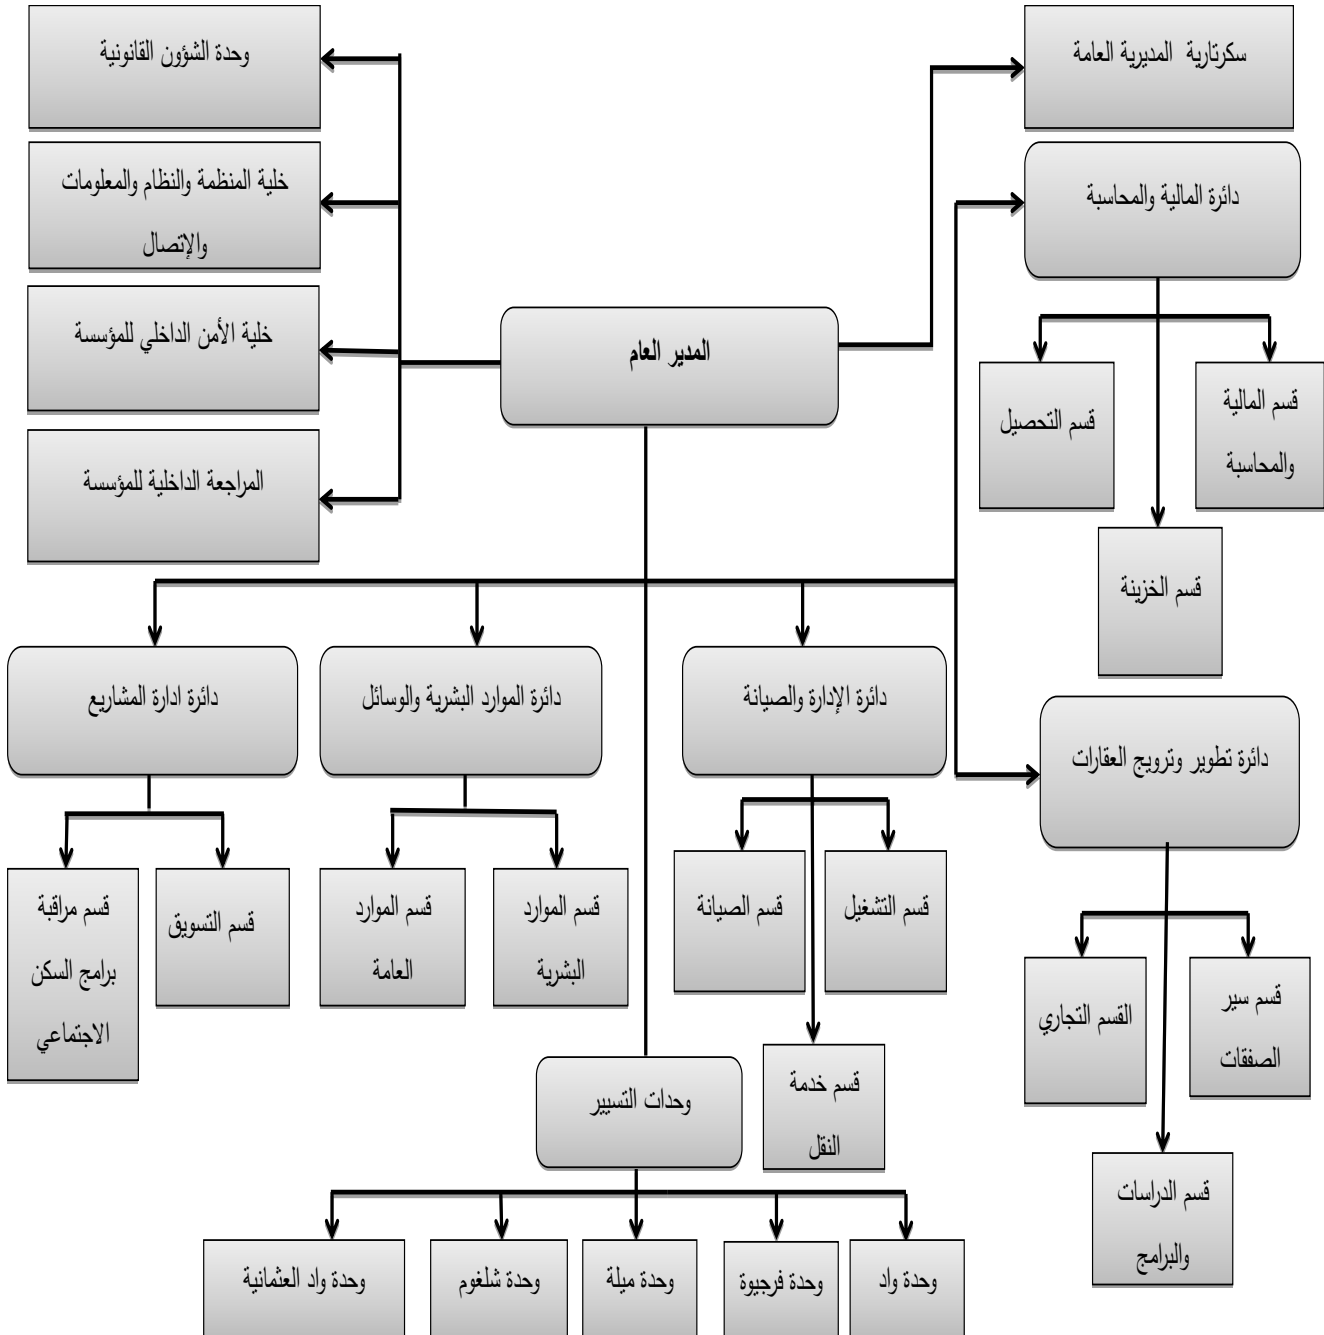 سكرتارية المديرية العامة
وحدة الشؤون القانونية
دائرة المالية والمحاسبة
خلية المنظمة والنظام والمعلومات
والإتصال
خلية الأمن الداخلي للمؤسسة
المدير العام
قسم المالية
والمحاسبة
قسم التحصيل
المراجعة الداخلية للمؤسسة
قسم الخزينة
دائرة تطوير وترويج العقارات
دائرة الإدارة والصيانة
دائرة الموارد البشرية والوسائل
دائرة ادارة المشاريع
قسم التشغيل
قسم الصيانة
قسم الموارد
البشرية
قسم الموارد
العامة
قسم التسويق
قسم مراقبة
برامج السكن
الاجتماعي
قسم سير
الصفقات
القسم التجاري
قسم خدمة
النقل
وحدات التسيير
قسم الدراسات
والبرامج
وحدة واد
وحدة فرجيوة
وحدة ميلة
وحدة شلغوم
وحدة واد العثمانية